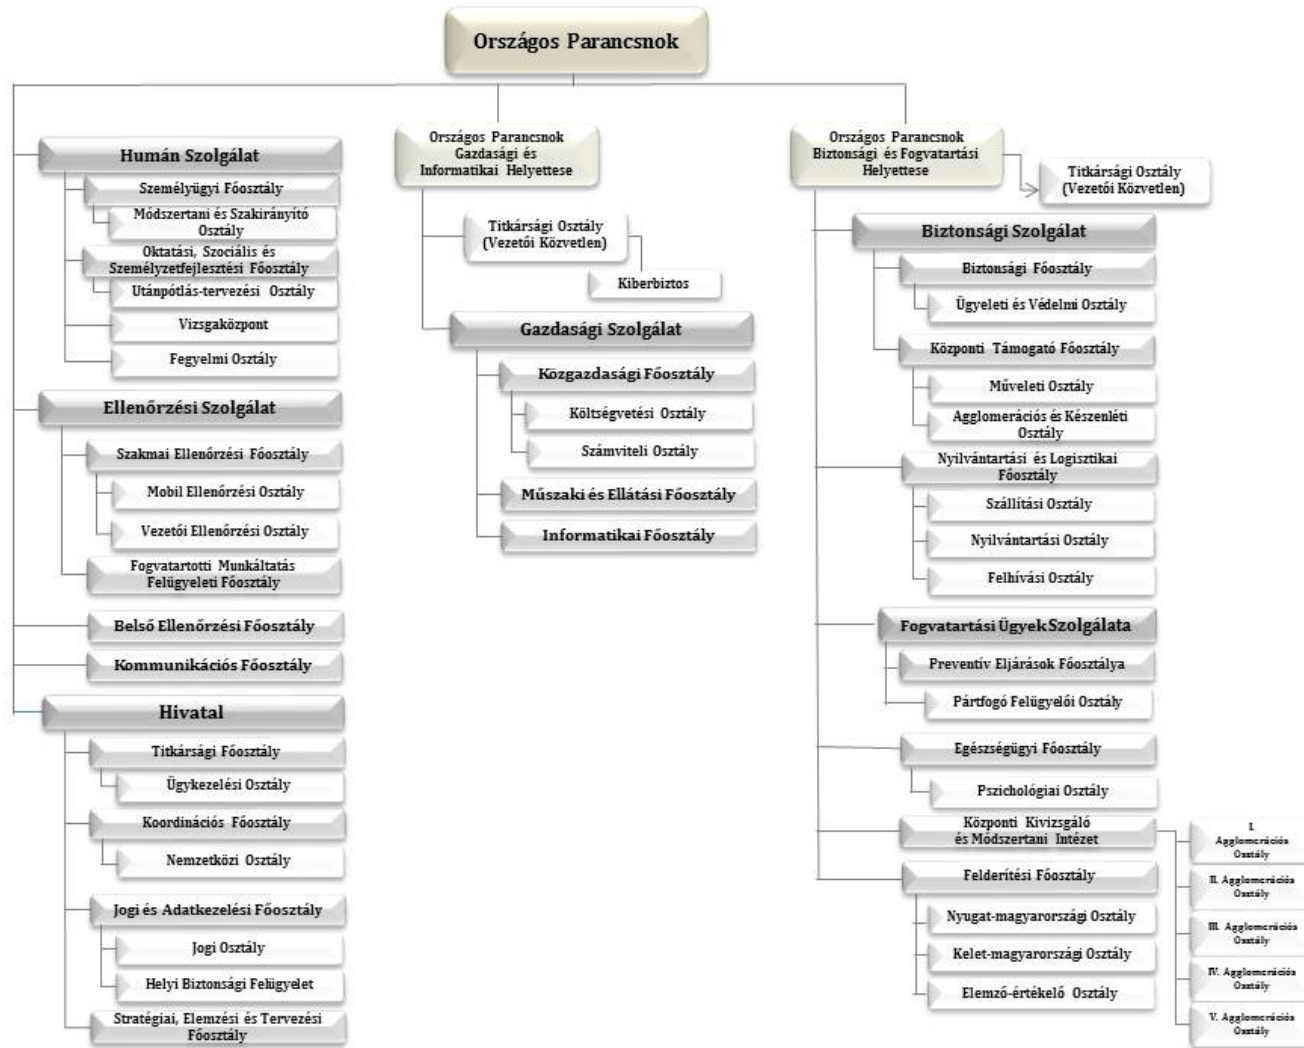 Országos Parancsnok
Humán Szolgálat
Személyügyi Főosztály
Módszertani és Szakirányító
Osztály
Oktatási, Szociális és
Személyzetfejlesztési Főosztály
Utánpótlás-tervezési Osztály
Vizsgaközpont
Fegyelmi Osztály
Ellenőrzési Szolgálat
Szakmai Ellenőrzési Főosztály
Mobil Ellenőrzési Osztály
Vezetői Ellenőrzési Osztály
Fogvatartotti Munkáltatás
Felügyeleti Főosztály
Belső Ellenőrzési Főosztály
Kommunikációs Főosztály
Hivatal
Titkársági Főosztály
Ügykezelési Osztály
Koordinációs Főosztály
Nemzetközi Osztály
Jogi és Adatkezelési Főosztály
Jogi Osztály
Helyi Biztonsági Felügyelet
Stratégiai, Elemzési és Tervezési
Főosztály
Országos Parancsnok
Gazdasági és
Informatikai Helyettese
Titkársági Osztály
(Vezetői Közvetlen)
Kiberbiztos
Gazdasági Szolgálat
Közgazdasági Főosztály
Költségvetési Osztály
Számviteli Osztály
Műszaki és Ellátási Főosztály
Informatikai Főosztály
Országos Parancsnok
Biztonsági és Fogvatartási
Helyettese
Titkársági Osztály
(Vezetői Közvetlen)
Biztonsági Szolgálat
Biztonsági Főosztály
Ügyeleti és Védelmi Osztály
Központi Támogató Főosztály
Műveleti Osztály
Agglomerációs és Készenléti
Osztály
Nyilvántartási és Logisztikai
Főosztály
Szállítási Osztály
Nyilvántartási Osztály
Felhívási Osztály
Fogvatartási Ügyek Szolgálata
Preventív Eljárások Főosztálya
Pártfogó Felügyelői Osztály
Egészségügyi Főosztály
Pszichológiai Osztály
Központi Kivizsgáló
és Módszertani Intézet
I.
Agglomerációs
Osztály
II. Agglomerációs
Osztály
III. Agglomerációs
Osztály
IV. Agglomerációs
Osztály
V. Agglomerációs
Osztály
Felderítési Főosztály
Nyugat-magyarországi Osztály
Kelet-magyarországi Osztály
Elemző-értékelő Osztály